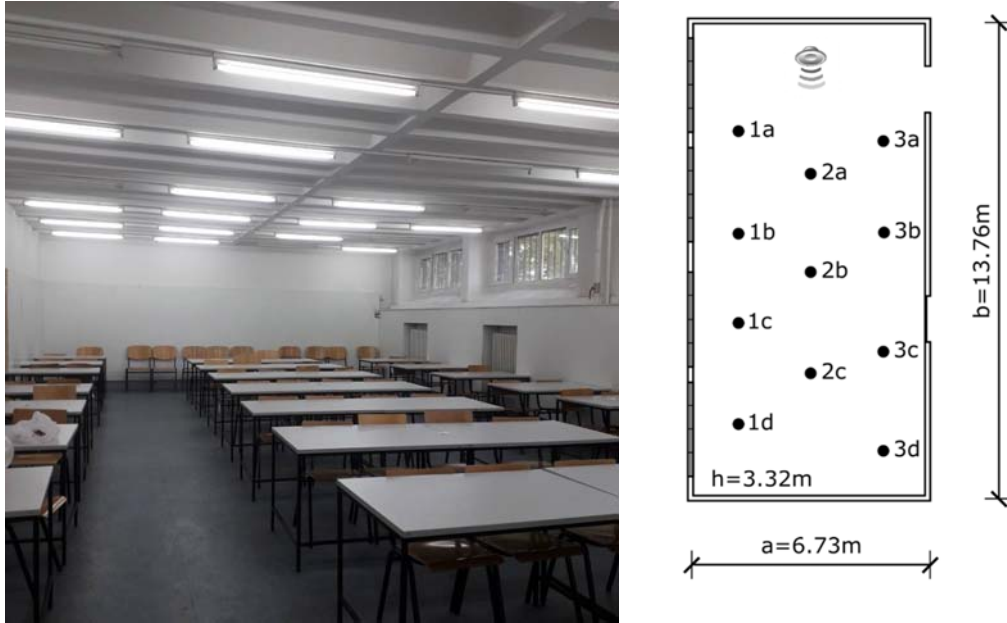 1a
3a
2a
1b
3b
2b
1c
3c
2c
1d
3d
h=3.32m
b=13.76m
a=6.73m